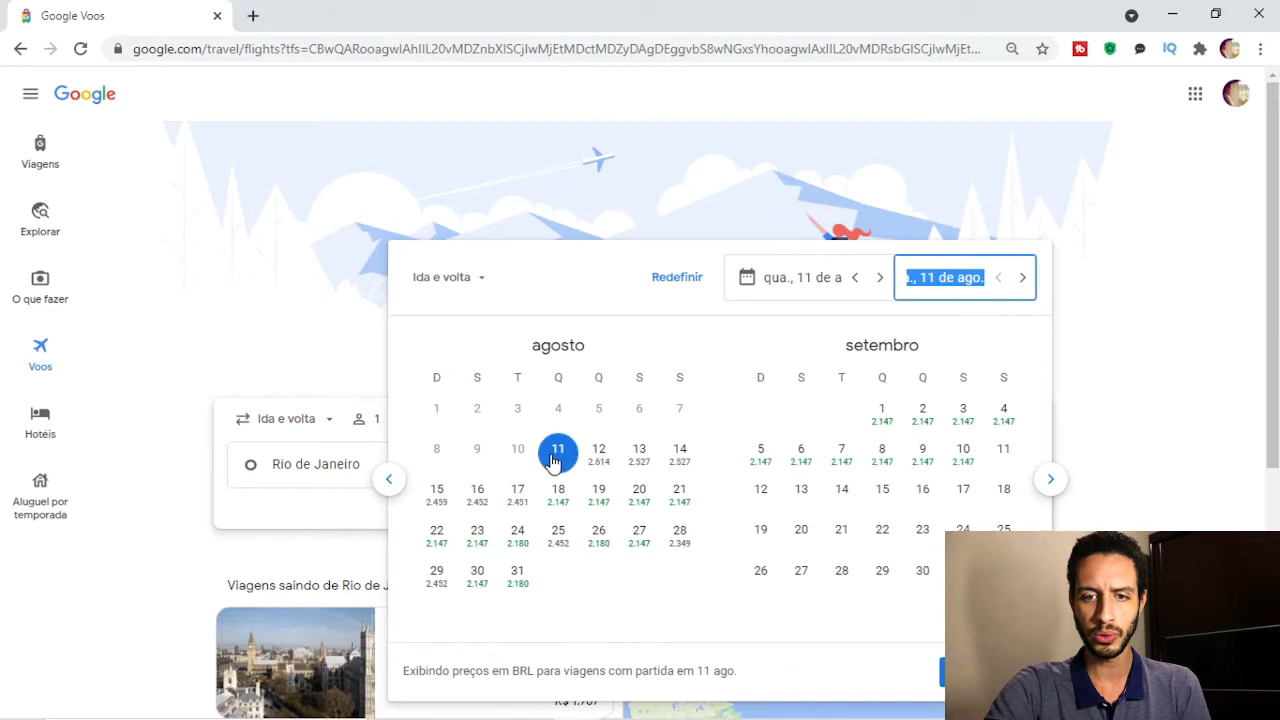 Google Voos
google.com/travel/flights?tfs=CBwQARooagwIAhIIL20vMDZnbXISCjIwMjEtMDctMDZyDAgDEggvbS8wNGxsYhooagwIAxIIL20vMDRsbGISCjIwMjEt...
Google
Viagens
Explorar
O que fazer
Voos
Hotéis
Aluguel por
temporada
Ida e volta
1
Rio de Janeiro
Viagens saindo de Rio de J
Ida e volta
Redefinir
qua., 11 de a
., 11 de ago.
agosto
D S T Q Q S S
1 2 3 4 5 6 7
8 9 10 11 12 13 14
2.614 2.527 2.527
15 16 17 18 19 20 21
2.459 2.452 2.451 2.147 2.147 2.147 2.147
22 23 24 25 26 27 28
2.147 2.147 2.180 2.452 2.180 2.147 2.349
29 30 31
2.452 2.147 2.180
setembro
D S T Q Q S S
1 2 3 4
2.147 2.147 2.147 2.147
5 6 7 8 9 10 11
2.147 2.147 2.147 2.147 2.147 2.147
12 13 14 15 16 17 18
19 20 21 22 23 24 25
26 27 28 29 30
Exibindo preços em BRL para viagens com partida em 11 ago.